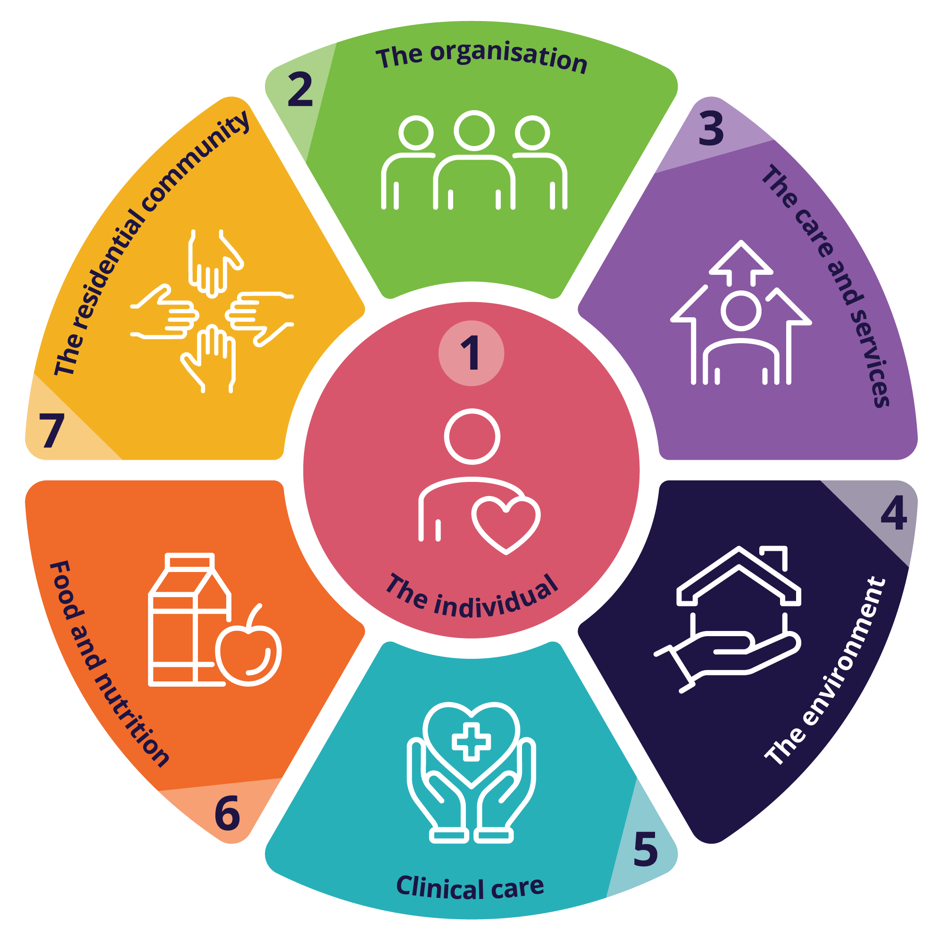 1
The individual
2
The organisation
3
The care and services
4
The environment
5
Clinical care
6
Food and nutrition
7
The residential community